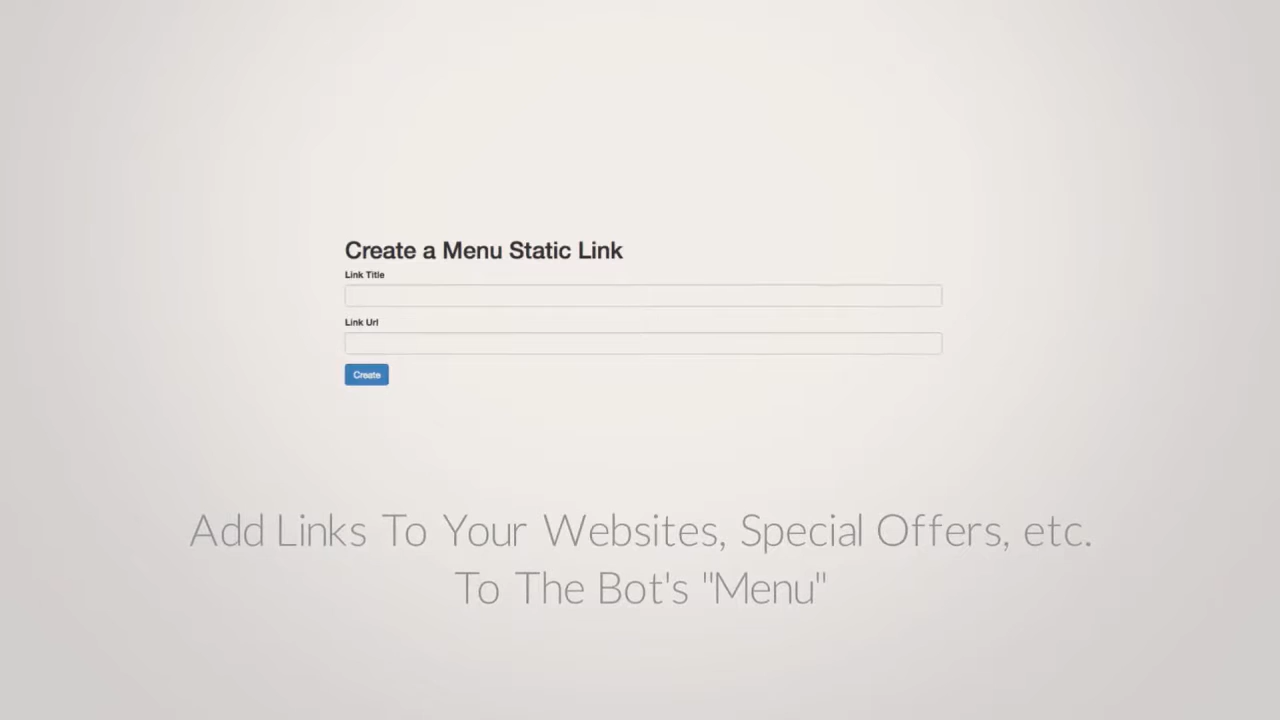 Create a Menu Static Link
Link Title
Link Url
Create
Add Links To Your Websites, Special Offers, etc.
To The Bot's "Menu"